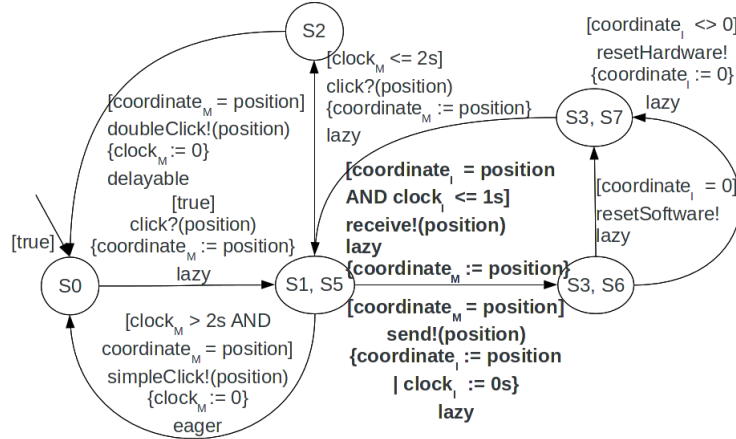 S2
[clock_M <= 2s]
click?(position)
{coordinate_M := position}
lazy
[coordinate_I <> 0]
resetHardware!
{coordinate_I := 0}
lazy
[coordinate_M = position]
doubleClick!(position)
{clock_M := 0}
delayable
S3, S7
[true]
click?(position)
{coordinate_M := position}
lazy
[true]
[coordinate_I = position
AND clock_I <= 1s]
receive!(position)
lazy
{coordinate_M := position}
[coordinate_I = 0]
resetSoftware!
lazy
S0
S1, S5
S3, S6
[clock_M > 2s AND
coordinate_M = position]
simpleClick!(position)
{clock_M := 0}
eager
[coordinate_M = position]
send!(position)
{coordinate_I := position
| clock_I := 0s}
lazy